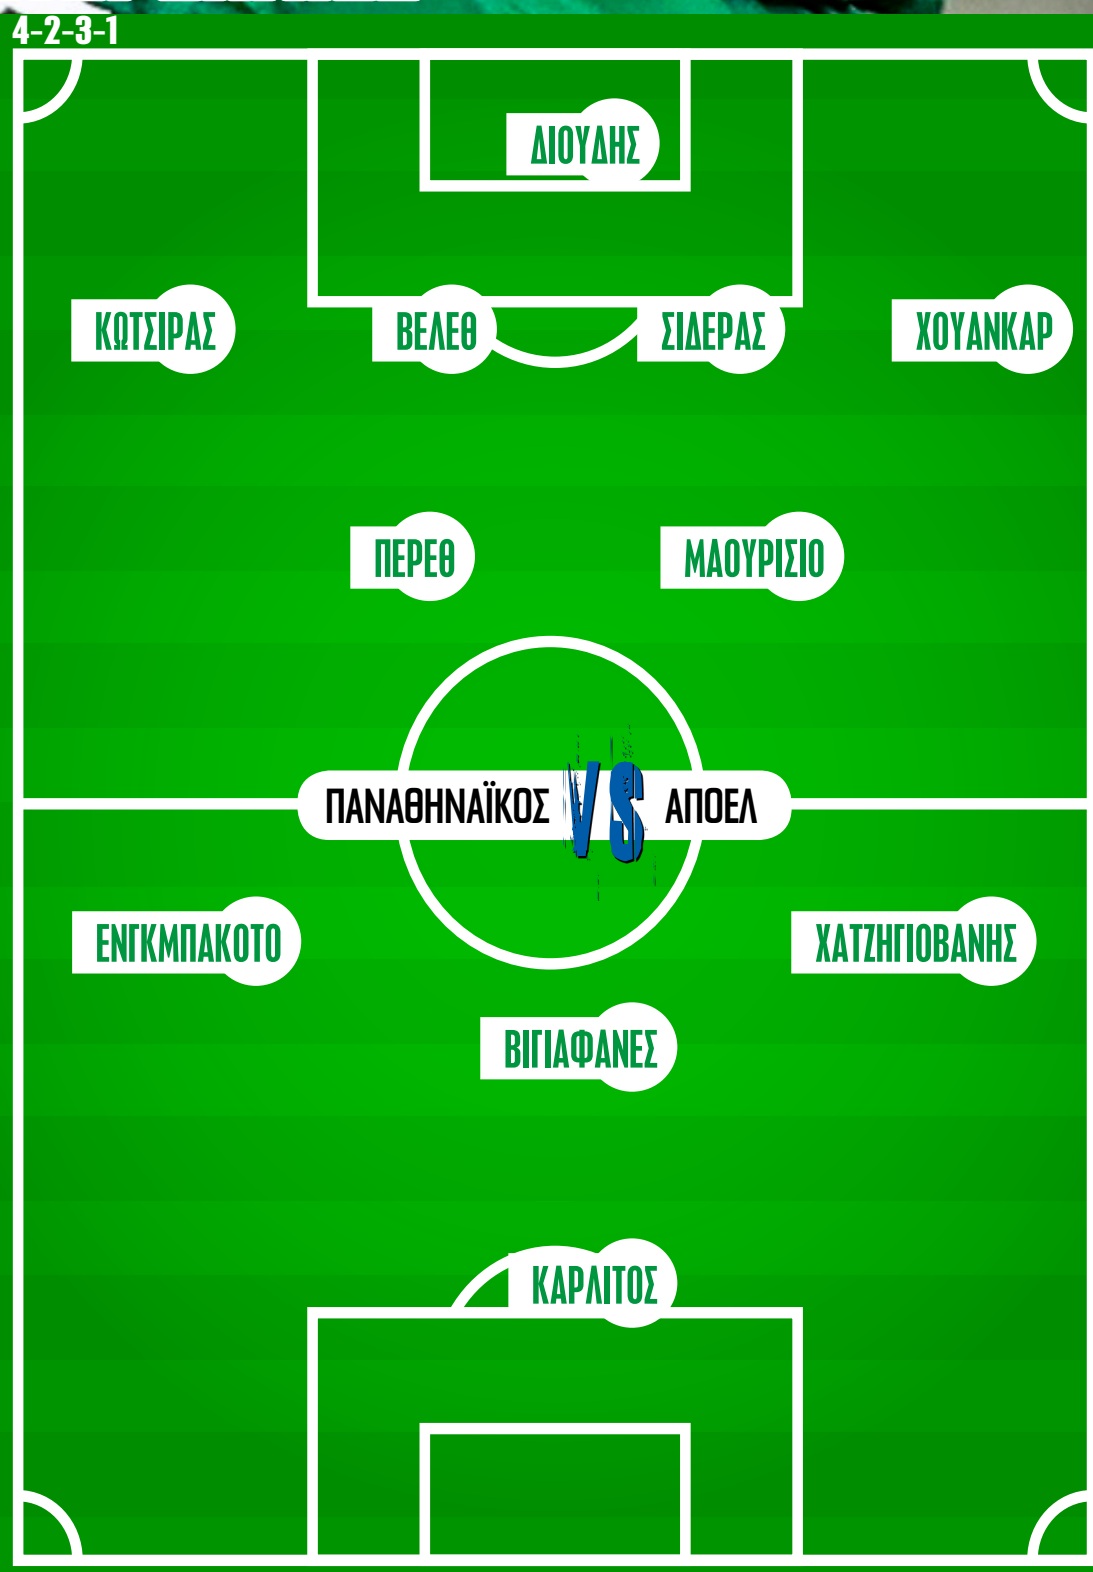 4-2-3-1
ΔΙΟΥΔΗΣ
ΚΩΤΣΙΡΑΣ
ΒΕΛΕΘ
ΣΙΔΕΡΑΣ
ΧΟΥΑΝΚΑΡ
ΠΕΡΕΘ
ΜΑΟΥΡΙΣΙΟ
ΠΑΝΑΘΗΝΑΪΚΟΣ VS ΑΠΟΕΛ
ΕΝΓΚΜΠΑΚΟΤΟ
ΧΑΤΖΗΓΙΟΒΑΝΗΣ
ΒΙΓΙΑΦΑΝΕΣ
ΚΑΡΛΙΤΟΣ